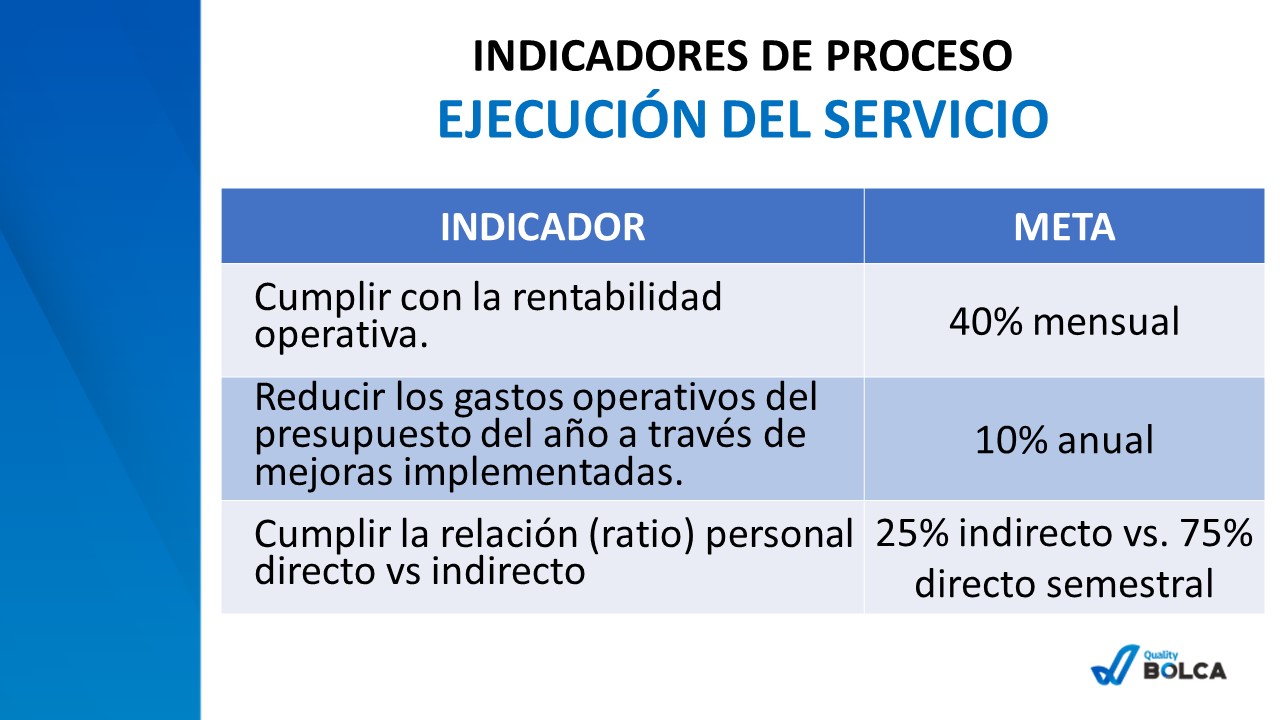 INDICADORES DE PROCESO
EJECUCIÓN DEL SERVICIO
INDICADOR
META
Cumplir con la rentabilidad
operativa.
40% mensual
Reducir los gastos operativos del
presupuesto del año a través de
mejoras implementadas.
10% anual
Cumplir la relación (ratio) personal
directo vs indirecto
25% indirecto vs. 75%
directo semestral
Quality
BOLCA